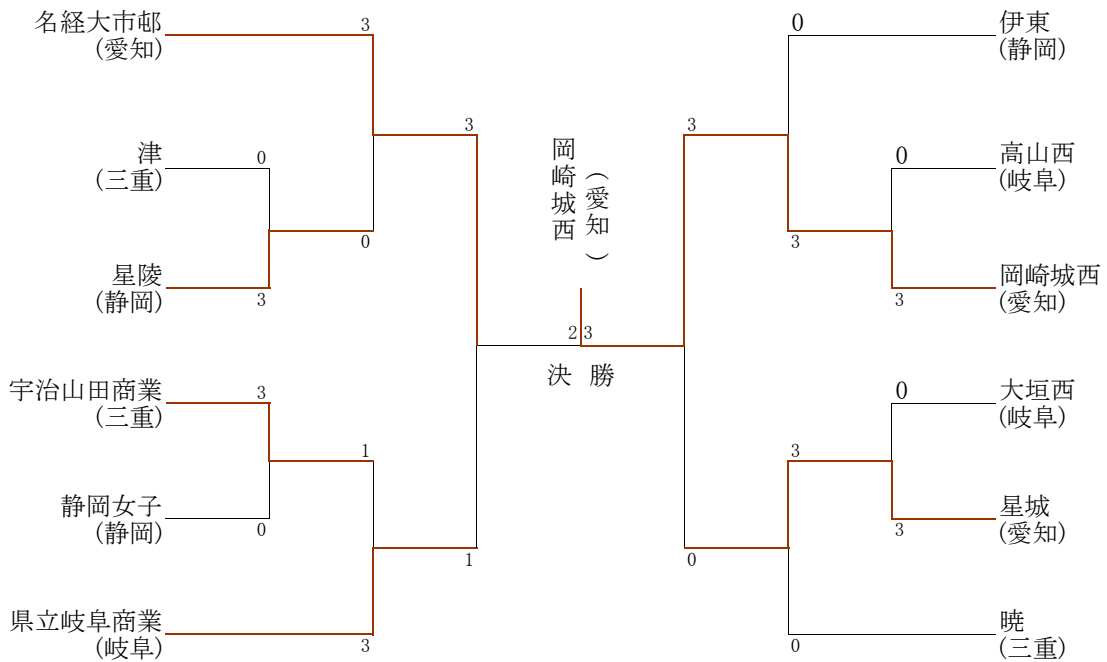 名経大市邨
(愛知)
3
津
(三重)
0
星陵
(静岡)
3
0
3
宇治山田商業
(三重)
3
静岡女子
(静岡)
0
1
県立岐阜商業
(岐阜)
3
1
岡崎城西
(愛知)
2 3
決 勝
伊東
(静岡)
0
高山西
(岐阜)
0
岡崎城西
(愛知)
3
3
3
大垣西
(岐阜)
0
星城
(愛知)
3
3
暁
(三重)
0
0